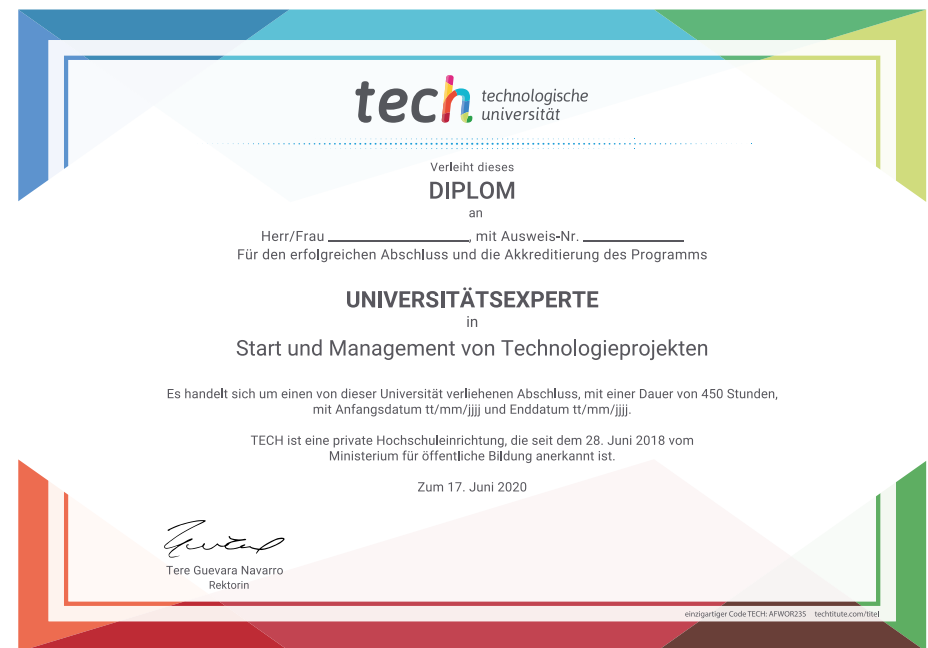 tech technologische
universität
Verleiht dieses
DIPLOM
an
Herr/Frau ____________________, mit Ausweis-Nr. ______________
Für den erfolgreichen Abschluss und die Akkreditierung des Programms
UNIVERSITÄTSEXPERTE
in
Start und Management von Technologieprojekten
Es handelt sich um einen von dieser Universität verliehenen Abschluss, mit einer Dauer von 450 Stunden,
mit Anfangsdatum tt/mm/jjjj und Enddatum tt/mm/jjjj.
TECH ist eine private Hochschuleinrichtung, die seit dem 28. Juni 2018 vom
Ministerium für öffentliche Bildung anerkannt ist.
Zum 17. Juni 2020
Tere Guevara Navarro
Rektorin
einzigartiger Code TECH: AFWOR23S techtitute.com/titel